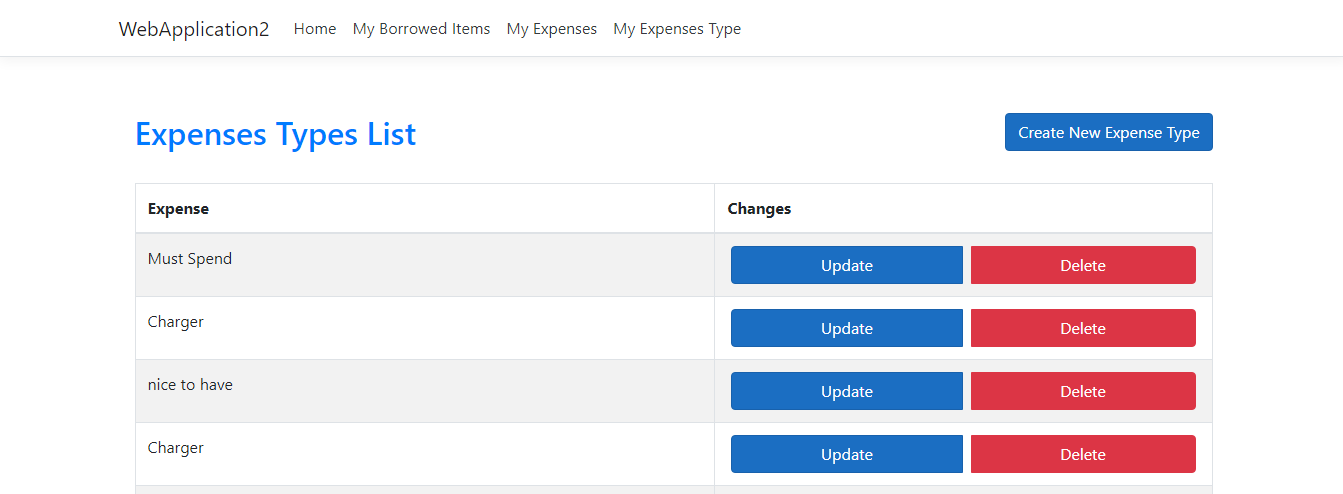 WebApplication2 Home My Borrowed Items My Expenses My Expenses Type
Expenses Types List Create New Expense Type
Expense Changes
Must Spend Update Delete
Charger Update Delete
nice to have Update Delete
Charger Update Delete